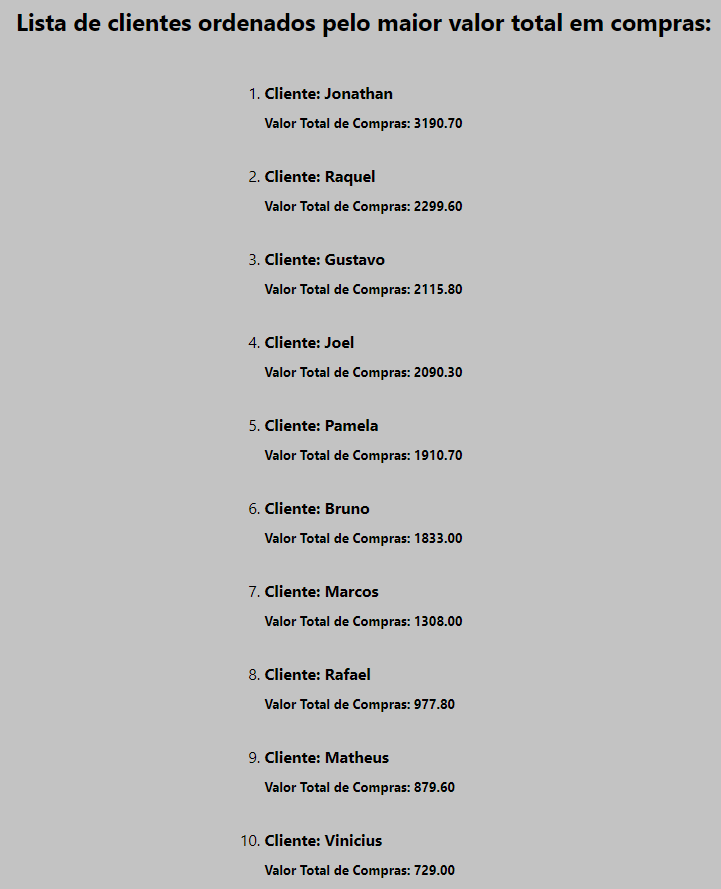 Lista de clientes ordenados pelo maior valor total em compras:
1. Cliente: Jonathan
Valor Total de Compras: 3190.70
2. Cliente: Raquel
Valor Total de Compras: 2299.60
3. Cliente: Gustavo
Valor Total de Compras: 2115.80
4. Cliente: Joel
Valor Total de Compras: 2090.30
5. Cliente: Pamela
Valor Total de Compras: 1910.70
6. Cliente: Bruno
Valor Total de Compras: 1833.00
7. Cliente: Marcos
Valor Total de Compras: 1308.00
8. Cliente: Rafael
Valor Total de Compras: 977.80
9. Cliente: Matheus
Valor Total de Compras: 879.60
10. Cliente: Vinicius
Valor Total de Compras: 729.00